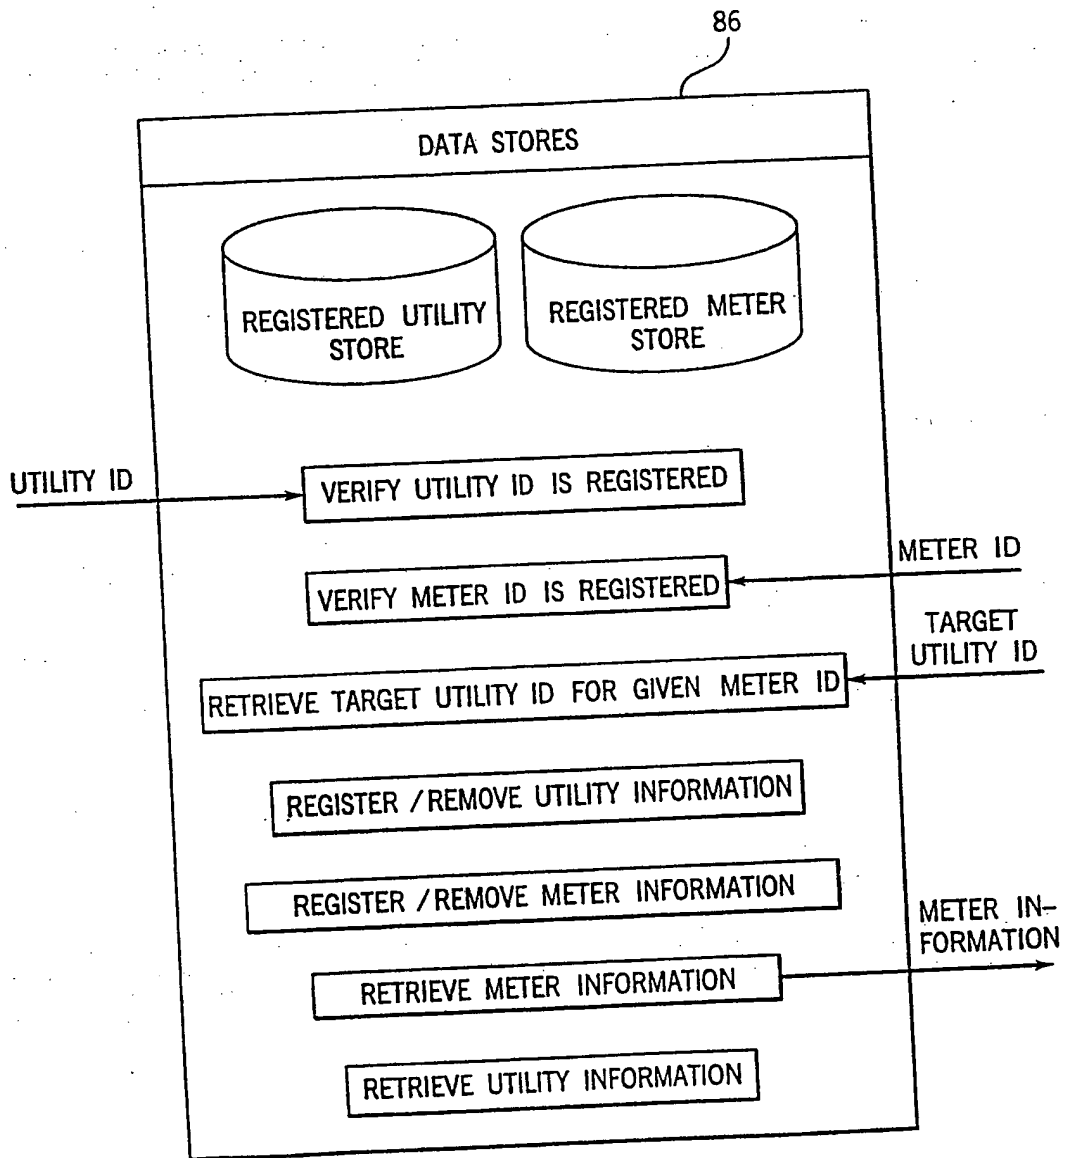 86
DATA STORES
REGISTERED UTILITY
STORE
REGISTERED METER
STORE
UTILITY ID
VERIFY UTILITY ID IS REGISTERED
METER ID
VERIFY METER ID IS REGISTERED
TARGET
UTILITY ID
RETRIEVE TARGET UTILITY ID FOR GIVEN METER ID
REGISTER / REMOVE UTILITY INFORMATION
REGISTER / REMOVE METER INFORMATION
METER IN-
FORMATION
RETRIEVE METER INFORMATION
RETRIEVE UTILITY INFORMATION